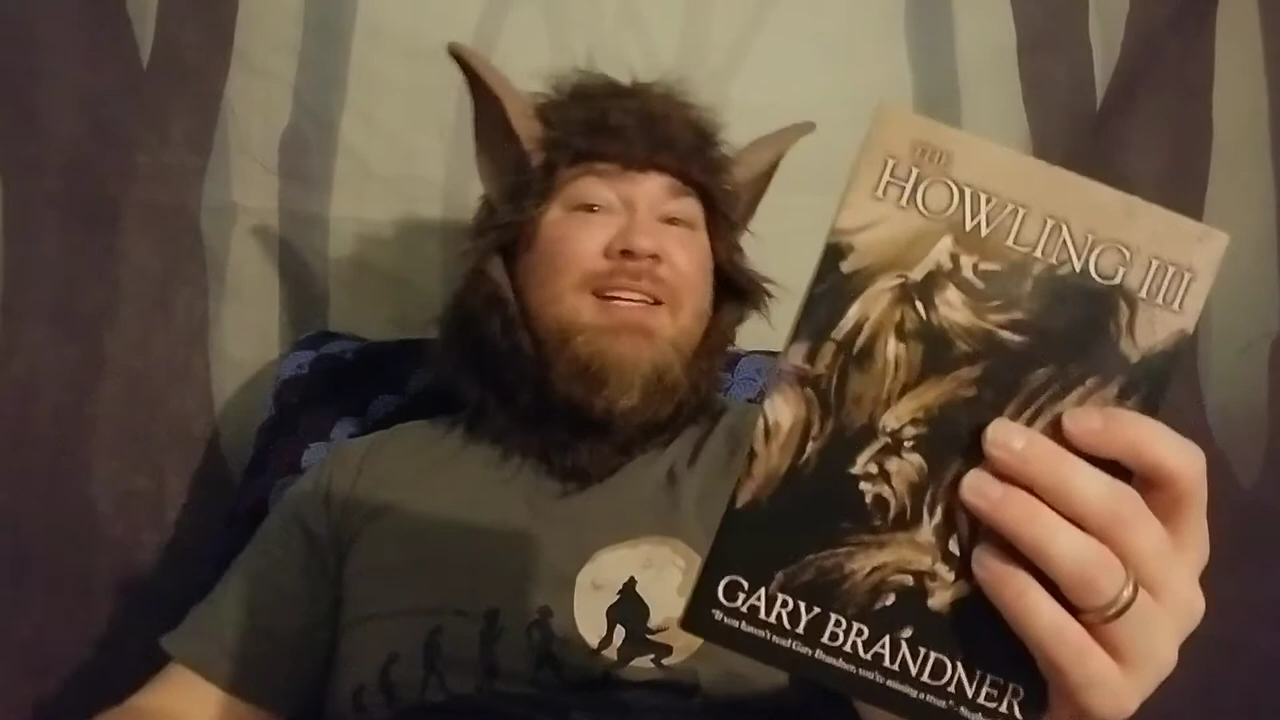 THE
HOWLING III
GARY BRANDNER
"If you haven't read Gary Brandner, you're missing a treat." -